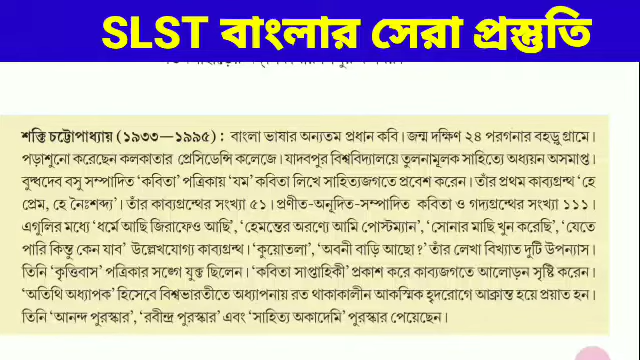 SLST বাংলার সেরা প্রস্তুতি
শক্তি চট্টোপাধ্যায় (১৯৩৩—১৯৯৫) : বাংলা ভাষার অন্যতম প্রধান কবি। জন্ম দক্ষিণ ২৪ পরগনার বহড়ু গ্রামে।
পড়াশুনো করেছেন কলকাতার প্রেসিডেন্সি কলেজে। যাদবপুর বিশ্ববিদ্যালয়ে তুলনামূলক সাহিত্যে অধ্যয়ন অসমাপ্ত।
বুদ্ধদেব বসু সম্পাদিত ‘কবিতা’ পত্রিকায় ‘যম’ কবিতা লিখে সাহিত্যজগতে প্রবেশ করেন। তাঁর প্রথম কাব্যগ্রন্থ ‘হে
প্রেম, হে নৈঃশব্দ্য’। তাঁর কাব্যগ্রন্থের সংখ্যা ৫১। প্রণীত-অনূদিত-সম্পাদিত কবিতা ও গদ্যগ্রন্থের সংখ্যা ১১১।
এগুলির মধ্যে ‘ধর্মে আছি জিরাফেও আছি’, ‘হেমন্তের অরণ্যে আমি পোস্টম্যান’, ‘সোনার মাছি খুন করেছি’, ‘যেতে
পারি কিন্তু কেন যাব’ উল্লেখযোগ্য কাব্যগ্রন্থ। ‘কুয়োতলা’, ‘অবনী বাড়ি আছো?’ তাঁর লেখা বিখ্যাত দুটি উপন্যাস।
তিনি ‘কৃত্তিবাস’ পত্রিকার সঙ্গে যুক্ত ছিলেন। ‘কবিতা সাপ্তাহিকী’ প্রকাশ করে কাব্যজগতে আলোড়ন সৃষ্টি করেন।
‘অতিথি অধ্যাপক’ হিসেবে বিশ্বভারতীতে অধ্যাপনায় রত থাকাকালীন আকস্মিক হৃদরোগে আক্রান্ত হয়ে প্রয়াত হন।
তিনি ‘আনন্দ পুরস্কার’, ‘রবীন্দ্র পুরস্কার’ এবং ‘সাহিত্য অকাদেমি’ পুরস্কার পেয়েছেন।